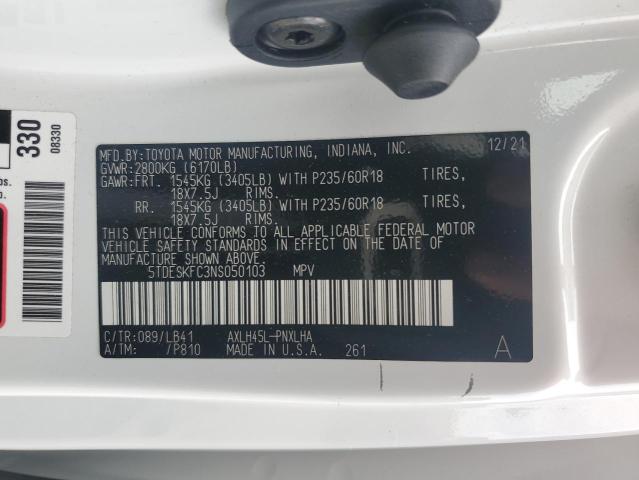 MFD.BY:TOYOTA MOTOR MANUFACTURING, INDIANA, INC. 12/21
GVWR:2800KG (6170LB)
GAWR:FRT. 1545KG (3405LB) WITH P235/60R18 TIRES,
18X7.5J RIMS.
RR. 1545KG (3405LB) WITH P235/60R18 TIRES,
18X7.5J RIMS.
THIS VEHICLE CONFORMS TO ALL APPLICABLE FEDERAL MOTOR
VEHICLE SAFETY STANDARDS IN EFFECT ON THE DATE OF
MANUFACTURE SHOWN ABOVE.
5TDESKFC3NS050103 MPV
C/TR:089/LB41 AXLH45L-PNXLHA
A/TM: /P810 MADE IN U.S.A. 261 A
330
08330